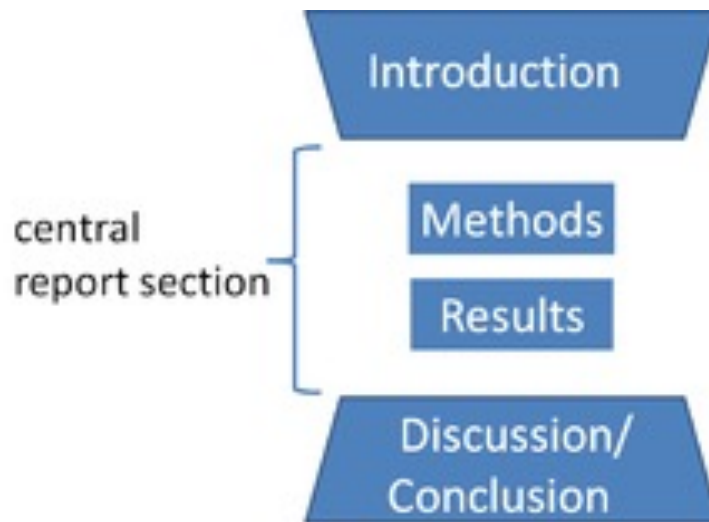 Introduction
central
report section
Methods
Results
Discussion/
Conclusion